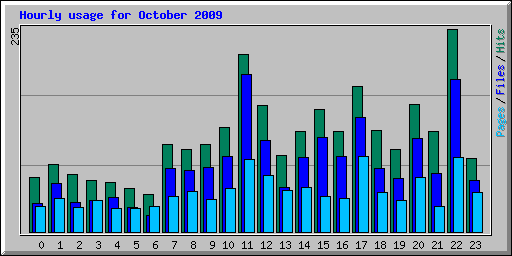 Hourly usage for October 2009
235
Pages / Files / Hits
0 1 2 3 4 5 6 7 8 9 10 11 12 13 14 15 16 17 18 19 20 21 22 23